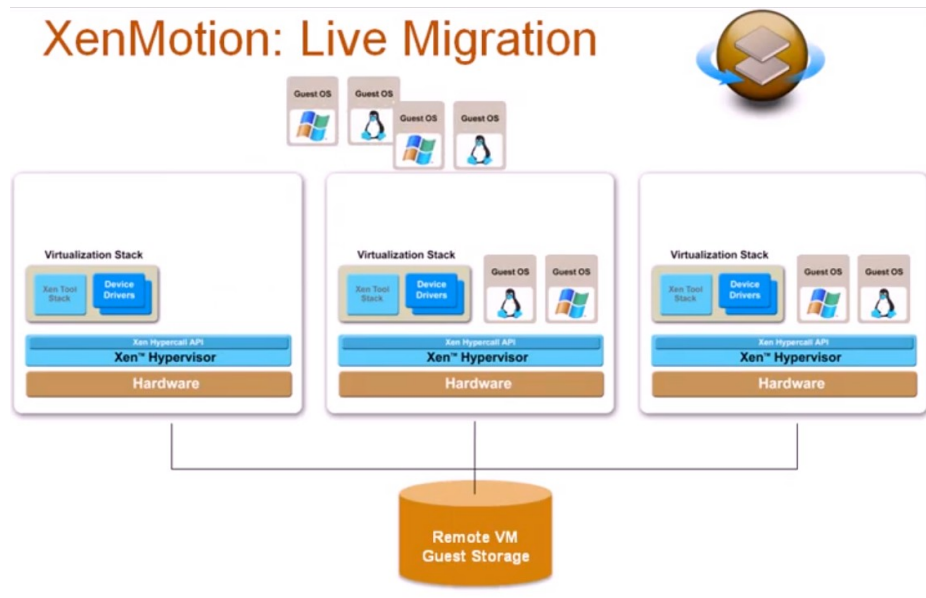 XenMotion: Live Migration
Guest OS
Guest OS
Guest OS
Guest OS
Virtualization Stack
Xen Tool
Stack
Device
Drivers
Xen Hypercall API
Xen™ Hypervisor
Hardware
Virtualization Stack
Xen Tool
Stack
Device
Drivers
Guest OS
Guest OS
Xen Hypercall API
Xen™ Hypervisor
Hardware
Virtualization Stack
Xen Tool
Stack
Device
Drivers
Guest OS
Guest OS
Xen Hypercall API
Xen™ Hypervisor
Hardware
Remote VM
Guest Storage